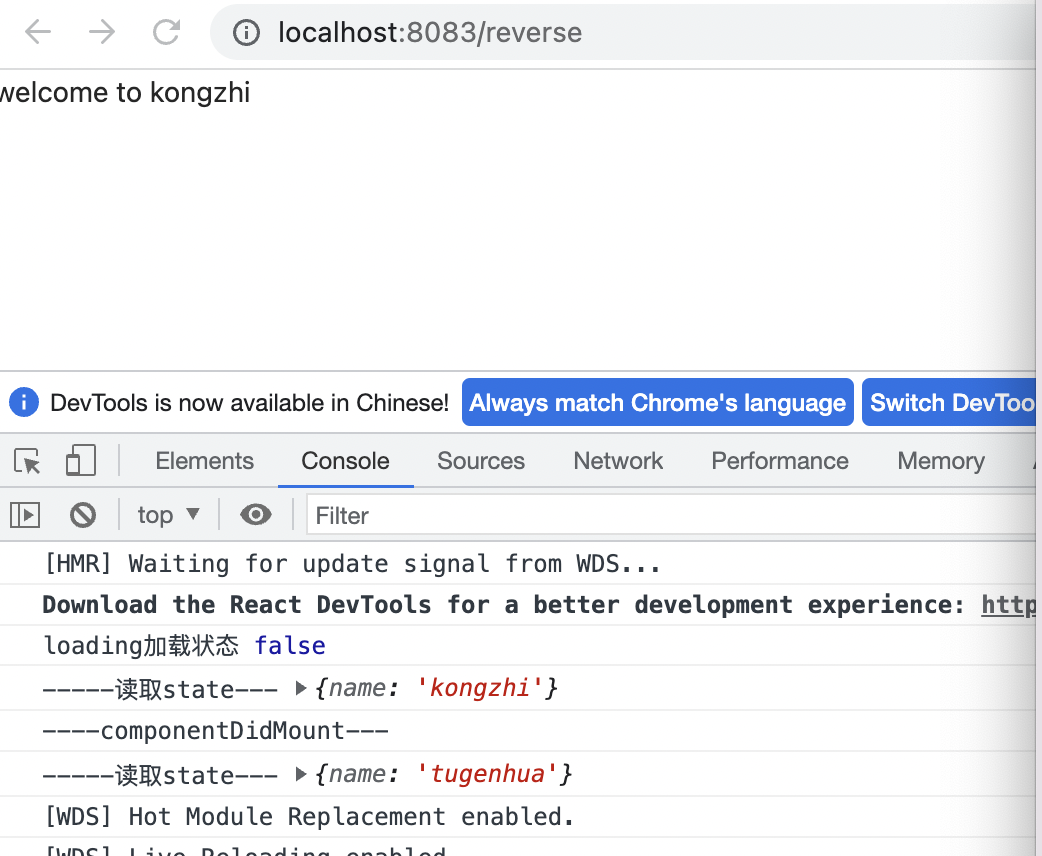 localhost:8083/reverse
welcome to kongzhi
DevTools is now available in Chinese! Always match Chrome's language Switch DevToo
Elements Console Sources Network Performance Memory
top ▼ Filter
[HMR] Waiting for update signal from WDS...
Download the React DevTools for a better development experience: http
loading加载状态 false
-----读取state--- ▶{name: 'kongzhi'}
----componentDidMount---
-----读取state--- ▶{name: 'tugenhua'}
[WDS] Hot Module Replacement enabled.
[WDS] Live Reloading enabled